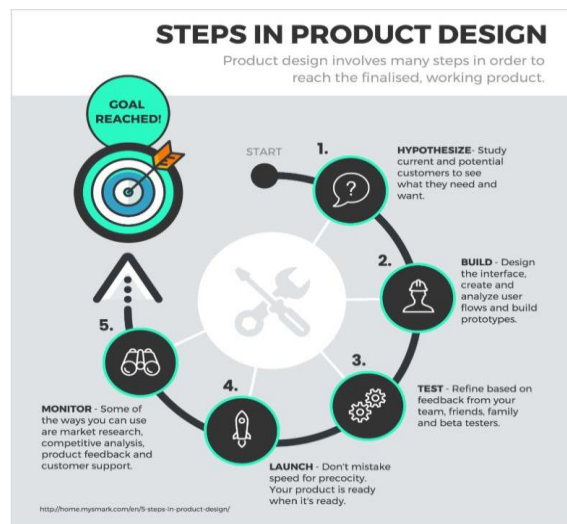 STEPS IN PRODUCT DESIGN
Product design involves many steps in order to
reach the finalised, working product.
GOAL
REACHED!
START
1.
HYPOTHESIZE- Study
current and potential
customers to see
what they need and
want.
2.
BUILD - Design
the interface,
create and
analyze user
flows and build
prototypes.
3.
TEST - Refine based on
feedback from your
team, friends, family
and beta testers.
4.
LAUNCH - Don't mistake
speed for precocity.
Your product is ready
when it's ready.
5.
MONITOR - Some of
the ways you can use
are market research,
competitive analysis,
product feedback and
customer support.
?
http://home.mysmark.com/en/5-steps-in-product-design/